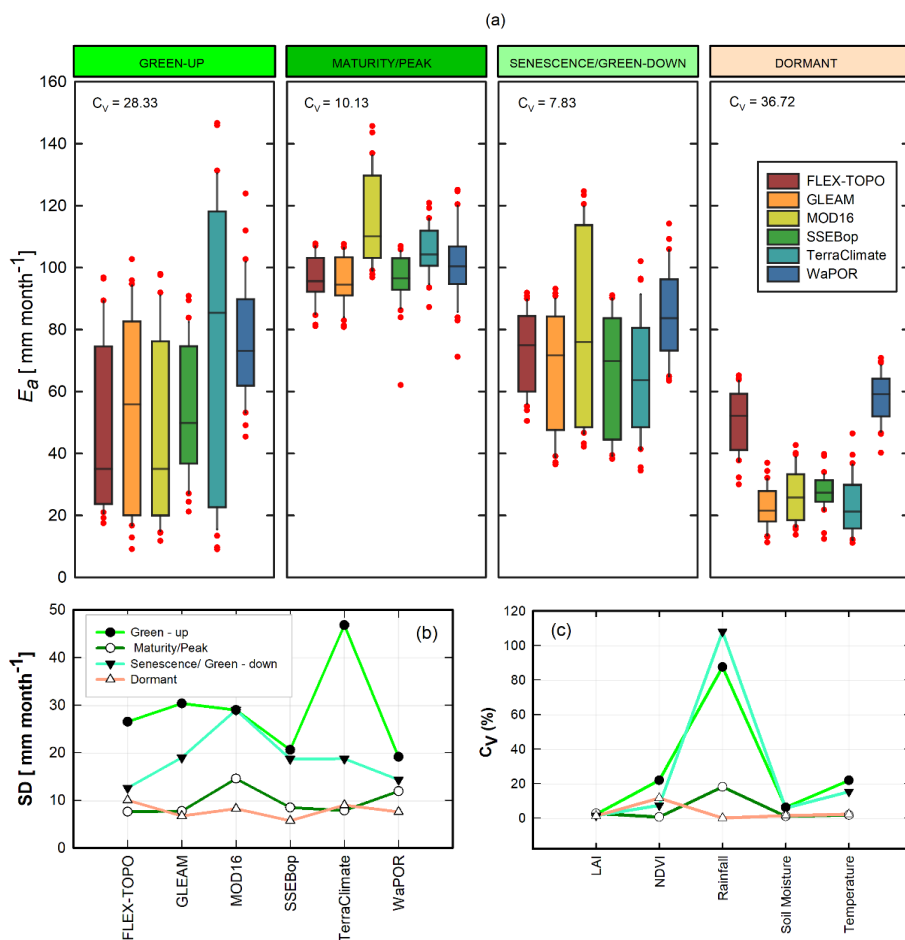 (a)
GREEN-UP
MATURITY/PEAK
SENESCENCE/GREEN-DOWN
DORMANT
160
140
120
100
80
60
40
20
0
Ea [ mm month-1]
CV = 28.33
CV = 10.13
CV = 7.83
CV = 36.72
FLEX-TOPO
GLEAM
MOD16
SSEBop
TerraClimate
WaPOR
50
40
30
20
10
0
SD [ mm month-1]
Green - up
Maturity/Peak
Senescence/ Green - down
Dormant
(b)
FLEX-TOPO
GLEAM
MOD16
SSEBop
TerraClimate
WaPOR
120
100
80
60
40
20
0
CV (%)
(c)
LAI
NDVI
Rainfall
Soil Moisture
Temperature